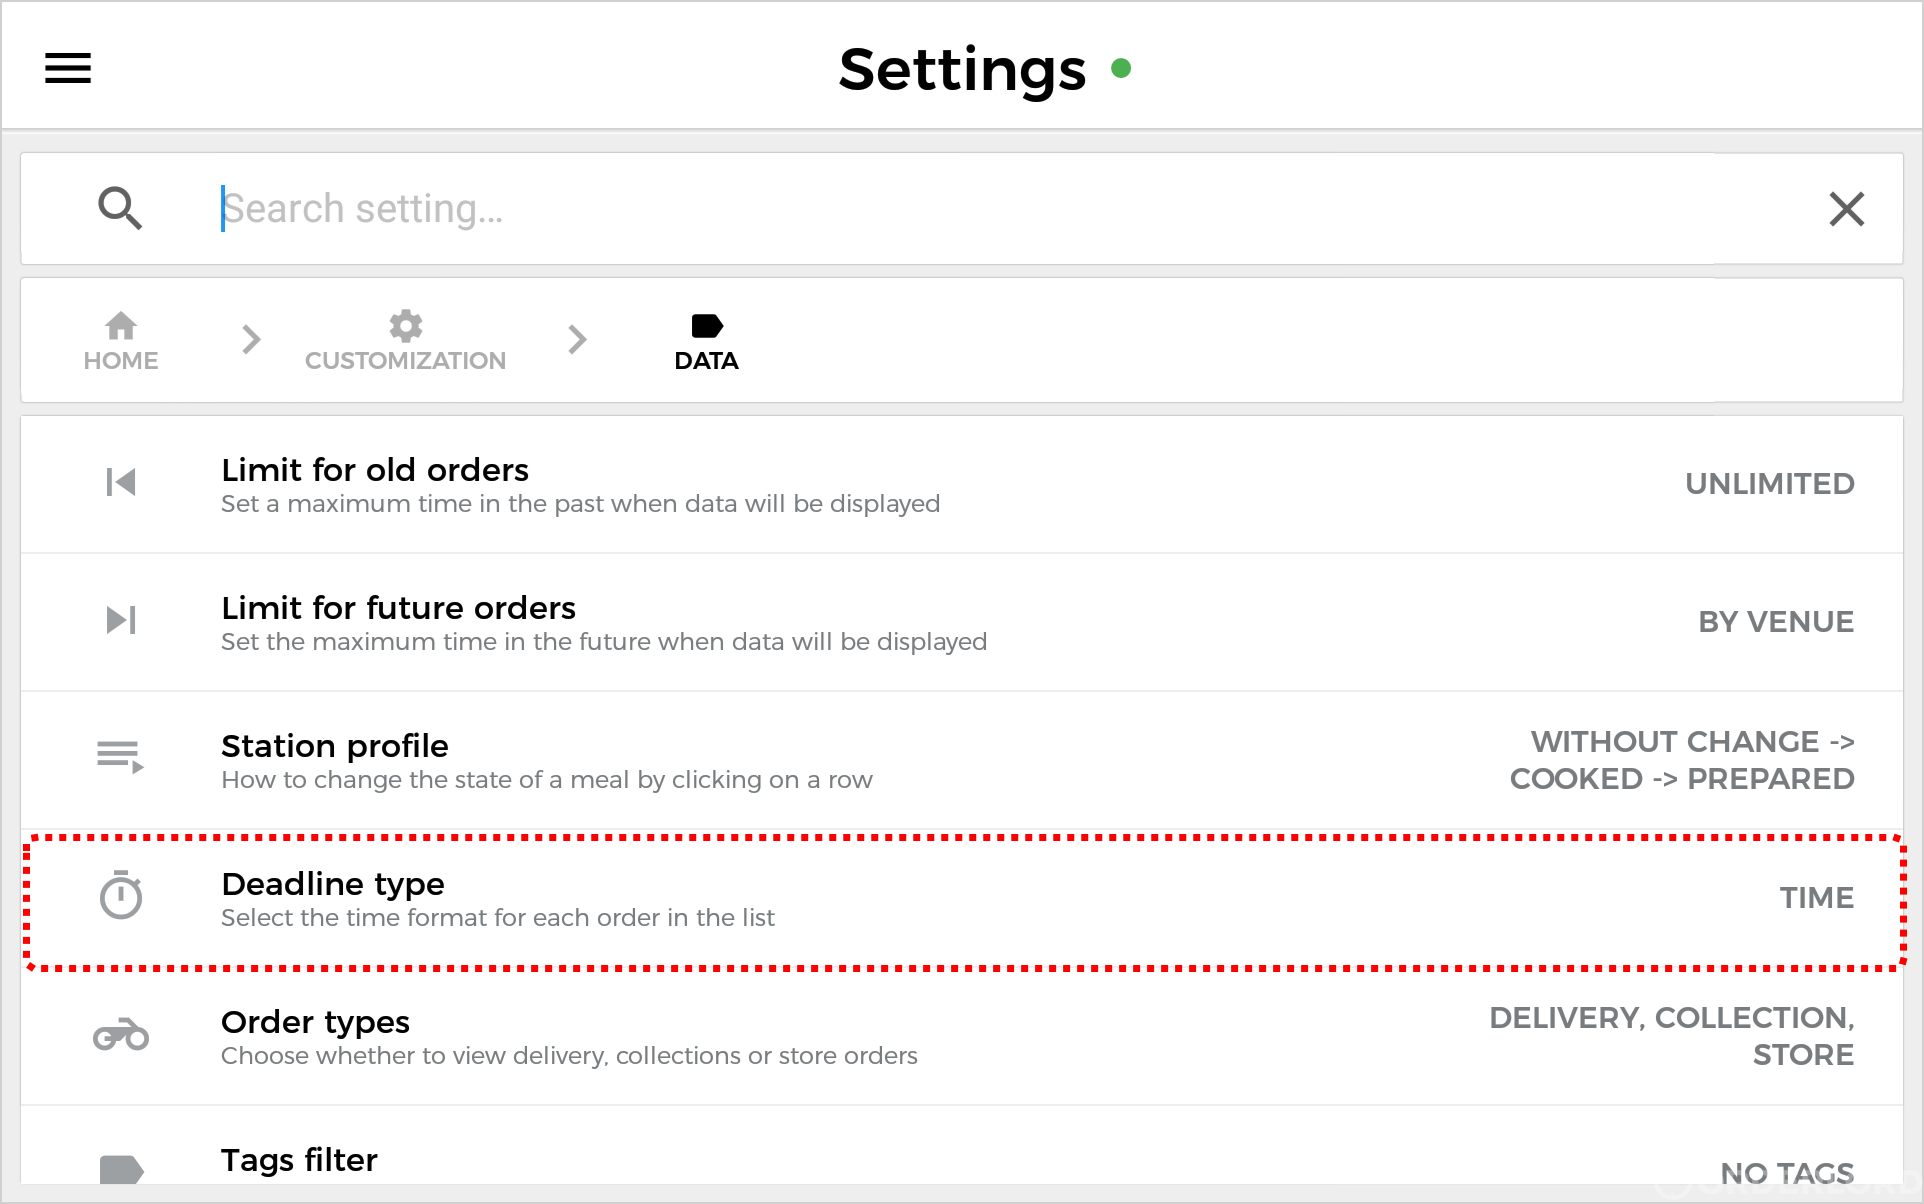 Settings
Search setting...
HOME
CUSTOMIZATION
DATA
Limit for old orders
Set a maximum time in the past when data will be displayed
UNLIMITED
Limit for future orders
Set the maximum time in the future when data will be displayed
BY VENUE
Station profile
How to change the state of a meal by clicking on a row
WITHOUT CHANGE ->
COOKED -> PREPARED
Deadline type
Select the time format for each order in the list
TIME
Order types
Choose whether to view delivery, collections or store orders
DELIVERY, COLLECTION,
STORE
Tags filter
NO TAGS